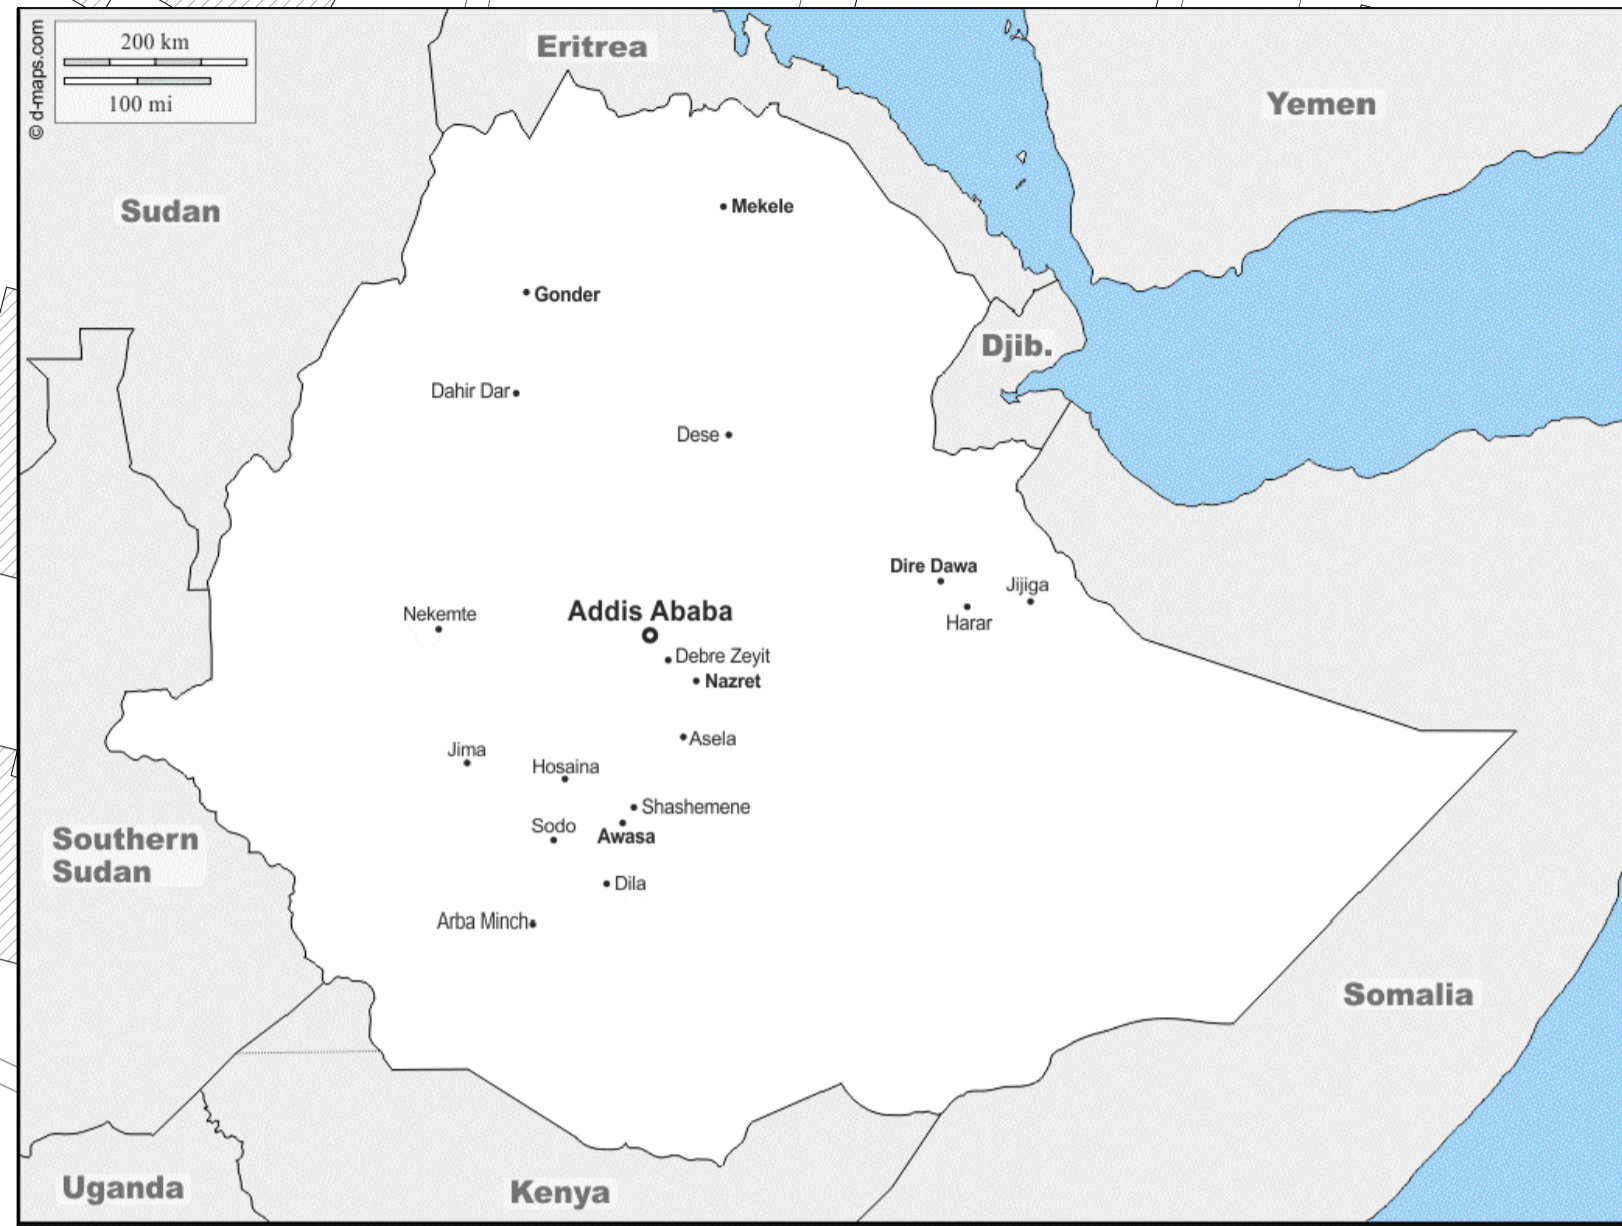 © d-maps.com
200 km
100 mi
Eritrea
Yemen
Sudan
Mekele
Gonder
Djib.
Dahir Dar
Dese
Dire Dawa
Jijiga
Harar
Nekemte
Addis Ababa
Debre Zeyit
Nazret
Asela
Jima
Hosaina
Shashemene
Sodo
Awasa
Southern
Sudan
Dila
Arba Minch
Somalia
Uganda
Kenya